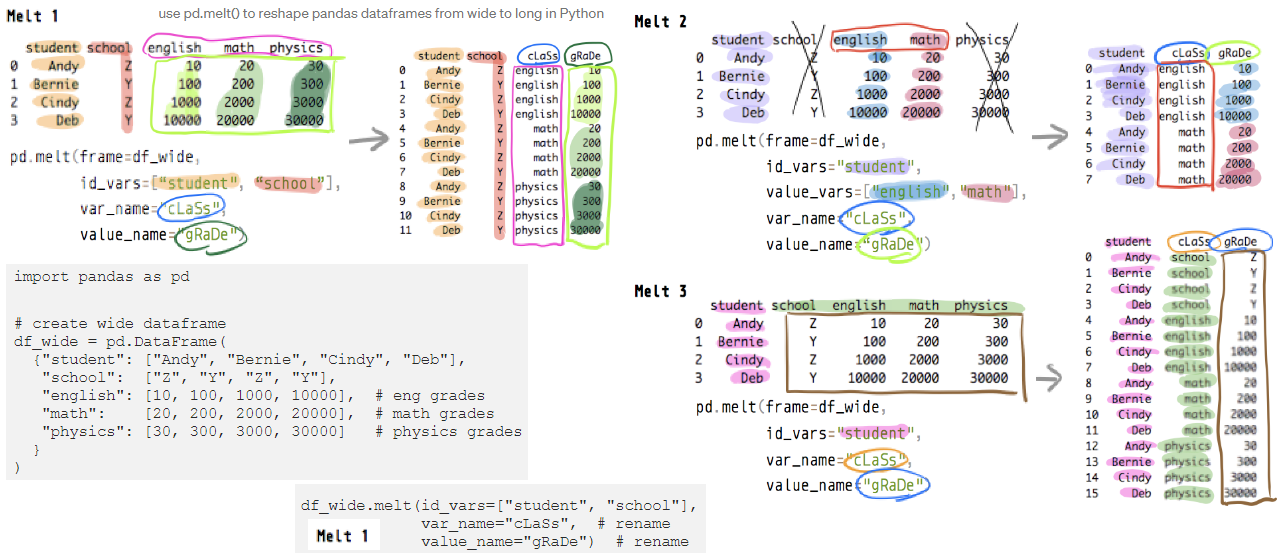 Melt 1
use pd.melt() to reshape pandas dataframes from wide to long in Python
student school english math physics
0 Andy Z 10 20 30
1 Bernie Y 100 200 300
2 Cindy Z 1000 2000 3000
3 Deb Y 10000 20000 30000
pd.melt(frame=df_wide,
id_vars=["student", "school"],
var_name="cLaSs",
value_name="gRaDe")
student school cLaSs gRaDe
0 Andy Z english 10
1 Bernie Y english 100
2 Cindy Z english 1000
3 Deb Y english 10000
4 Andy Z math 20
5 Bernie Y math 200
6 Cindy Z math 2000
7 Deb Y math 20000
8 Andy Z physics 30
9 Bernie Y physics 300
10 Cindy Z physics 3000
11 Deb Y physics 30000
import pandas as pd
# create wide dataframe
df_wide = pd.DataFrame(
{"student": ["Andy", "Bernie", "Cindy", "Deb"],
"school": ["Z", "Y", "Z", "Y"],
"english": [10, 100, 1000, 10000], # eng grades
"math": [20, 200, 2000, 20000], # math grades
"physics": [30, 300, 3000, 30000] # physics grades
}
)
df_wide.melt(id_vars=["student", "school"],
var_name="cLaSs", # rename
value_name="gRaDe") # rename
Melt 1
Melt 2
student school english math physics
0 Andy Z 10 20 30
1 Bernie Y 100 200 300
2 Cindy Z 1000 2000 3000
3 Deb Y 10000 20000 30000
pd.melt(frame=df_wide,
id_vars="student",
value_vars=["english", "math"],
var_name="cLaSs",
value_name="gRaDe")
student cLaSs gRaDe
0 Andy english 10
1 Bernie english 100
2 Cindy english 1000
3 Deb english 10000
4 Andy math 20
5 Bernie math 200
6 Cindy math 2000
7 Deb math 20000
Melt 3
student school english math physics
0 Andy Z 10 20 30
1 Bernie Y 100 200 300
2 Cindy Z 1000 2000 3000
3 Deb Y 10000 20000 30000
pd.melt(frame=df_wide,
id_vars="student",
var_name="cLaSs",
value_name="gRaDe"
student cLaSs gRaDe
0 Andy school Z
1 Bernie school Y
2 Cindy school Z
3 Deb school Y
4 Andy english 10
5 Bernie english 100
6 Cindy english 1000
7 Deb english 10000
8 Andy math 20
9 Bernie math 200
10 Cindy math 2000
11 Deb math 20000
12 Andy physics 30
13 Bernie physics 300
14 Cindy physics 3000
15 Deb physics 30000